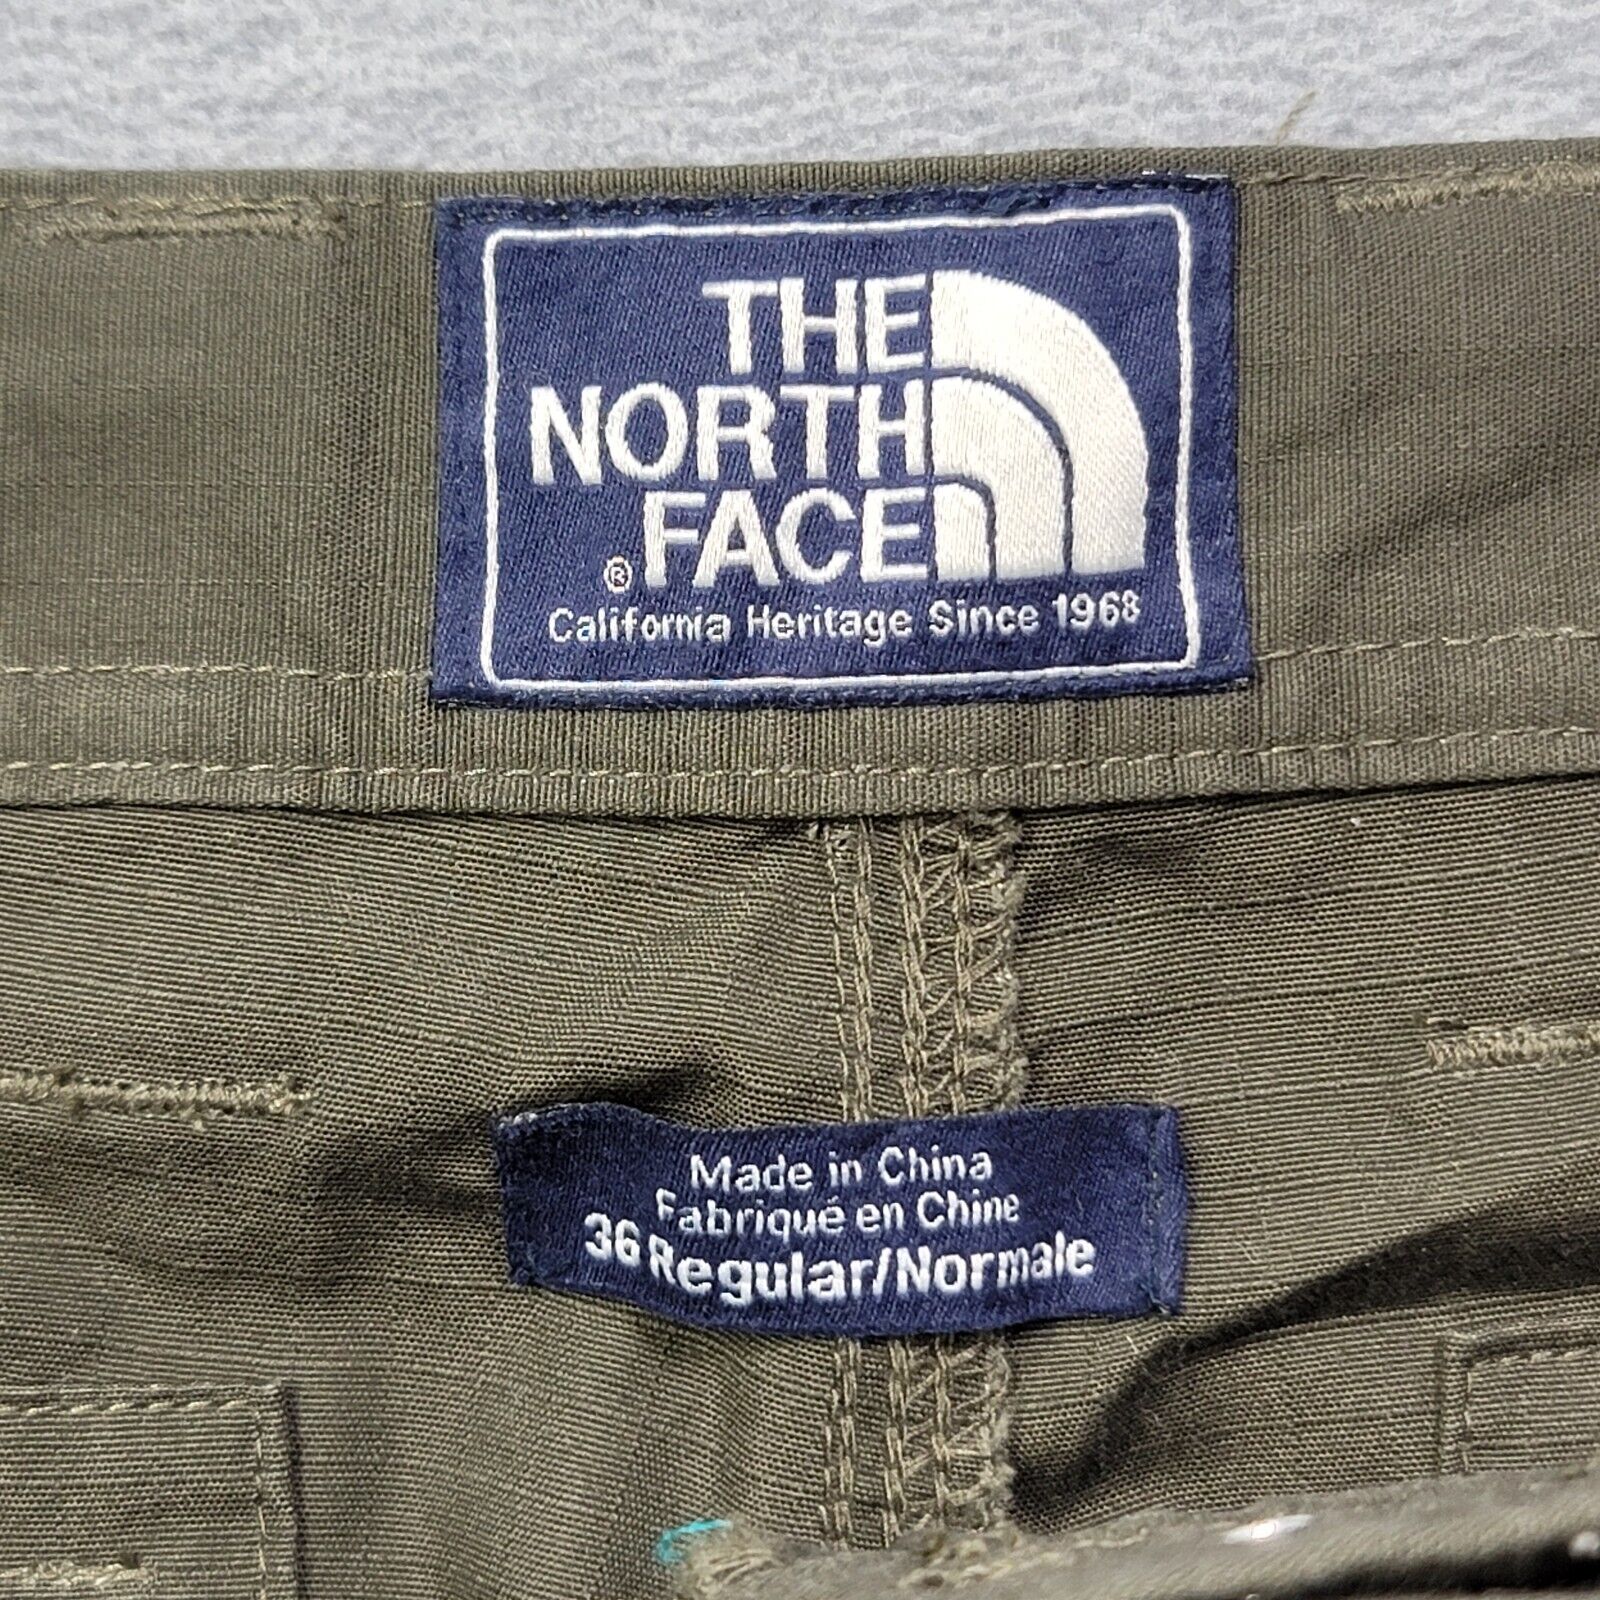 THE
NORTH
® FACE
California Heritage Since 1968
Made in China
Fabriqué en Chine
36 Regular/Normale